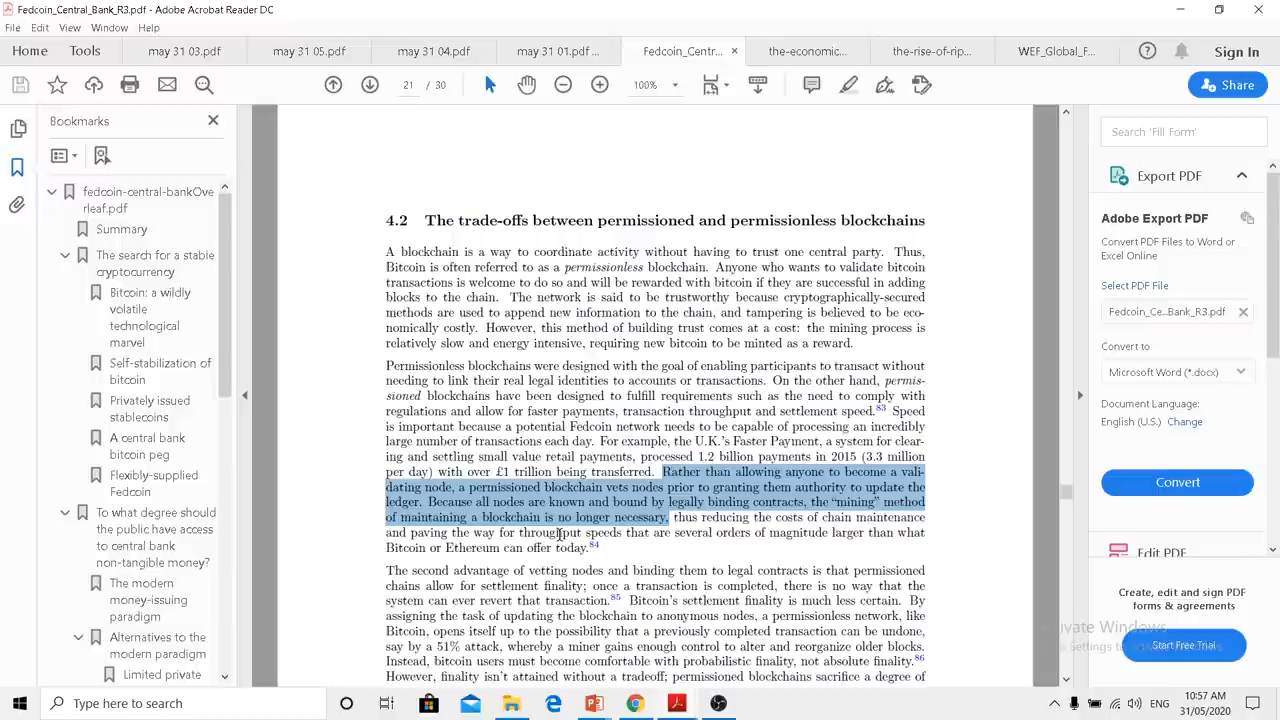 Fedcoin_Central_Bank_R3.pdf - Adobe Acrobat Reader DC
File Edit View Window Help
Home Tools may 31 03.pdf may 31 05.pdf may 31 04.pdf may 31 01.pdf ... Fedcoin_Centr... × the-economic... the-rise-of-rip... WEF_Global_F... Sign In
21 / 30 100% Share
Bookmarks
fedcoin-central-bankOve
rleaf.pdf
Summary
The search for a stable
cryptocurrency
Bitcoin: a wildly
volatile
technological
marvel
Self-stabilization of
bitcoin
Privately issued
stablecoins
A central bank
bitcoin peg
Flexibly-supplied
Fedcoin
To what degree should
the public have access
to central bank
non-tangible money?
The modern
money-issuing
paradigm
Alternatives to the
modern paradigm
Limited private
4.2 The trade-offs between permissioned and permissionless blockchains
A blockchain is a way to coordinate activity without having to trust one central party. Thus,
Bitcoin is often referred to as a permissionless blockchain. Anyone who wants to validate bitcoin
transactions is welcome to do so and will be rewarded with bitcoin if they are successful in adding
blocks to the chain. The network is said to be trustworthy because cryptographically-secured
methods are used to append new information to the chain, and tampering is believed to be eco-
nomically costly. However, this method of building trust comes at a cost: the mining process is
relatively slow and energy intensive, requiring new bitcoin to be minted as a reward.
Permissionless blockchains were designed with the goal of enabling participants to transact without
needing to link their real legal identities to accounts or transactions. On the other hand, permis-
sioned blockchains have been designed to fulfill requirements such as the need to comply with
regulations and allow for faster payments, transaction throughput and settlement speed.83 Speed
is important because a potential Fedcoin network needs to be capable of processing an incredibly
large number of transactions each day. For example, the U.K.'s Faster Payment, a system for clear-
ing and settling small value retail payments, processed 1.2 billion payments in 2015 (3.3 million
per day) with over £1 trillion being transferred. Rather than allowing anyone to become a vali-
dating node, a permissioned blockchain vets nodes prior to granting them authority to update the
ledger. Because all nodes are known and bound by legally binding contracts, the “mining” method
of maintaining a blockchain is no longer necessary, thus reducing the costs of chain maintenance
and paving the way for throughput speeds that are several orders of magnitude larger than what
Bitcoin or Ethereum can offer today.84
The second advantage of vetting nodes and binding them to legal contracts is that permissioned
chains allow for settlement finality; once a transaction is completed, there is no way that the
system can ever revert that transaction.85 Bitcoin's settlement finality is much less certain. By
assigning the task of updating the blockchain to anonymous nodes, a permissionless network, like
Bitcoin, opens itself up to the possibility that a previously completed transaction can be undone,
say by a 51% attack, whereby a miner gains enough control to alter and reorganize older blocks.
Instead, bitcoin users must become comfortable with probabilistic finality, not absolute finality.86
However, finality isn't attained without a tradeoff; permissioned blockchains sacrifice a degree of
Search 'Fill Form'
Export PDF
Adobe Export PDF
Convert PDF Files to Word or
Excel Online
Select PDF File
Fedcoin_Ce...Bank_R3.pdf
Convert to
Microsoft Word (*.docx)
Document Language:
English (U.S.) Change
Convert
Edit PDF
Create, edit and sign PDF
forms & agreements
Start Free Trial
Type here to search
ENG
10:57 AM
31/05/2020